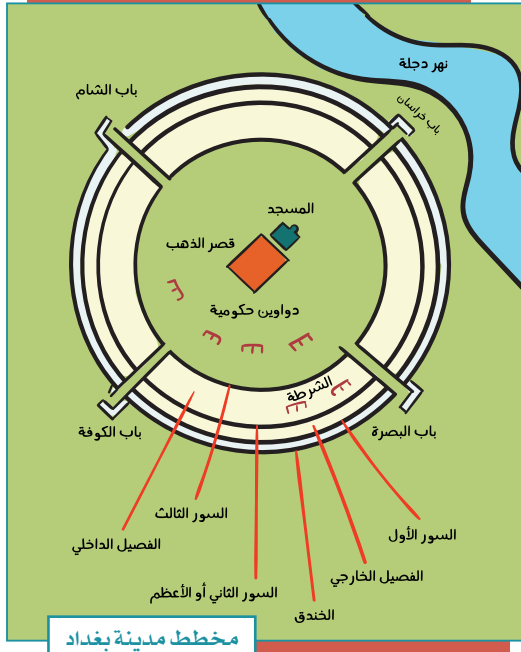 نهر دجلة
باب خراسان
باب الشام
المسجد
قصر الذهب
دواوين حكومية
الشرطة
باب البصرة
باب الكوفة
السور الأول
السور الثالث
الفصيل الداخلي
الفصيل الخارجي
السور الثاني أو الأعظم
الخندق
مخطط مدينة بغداد